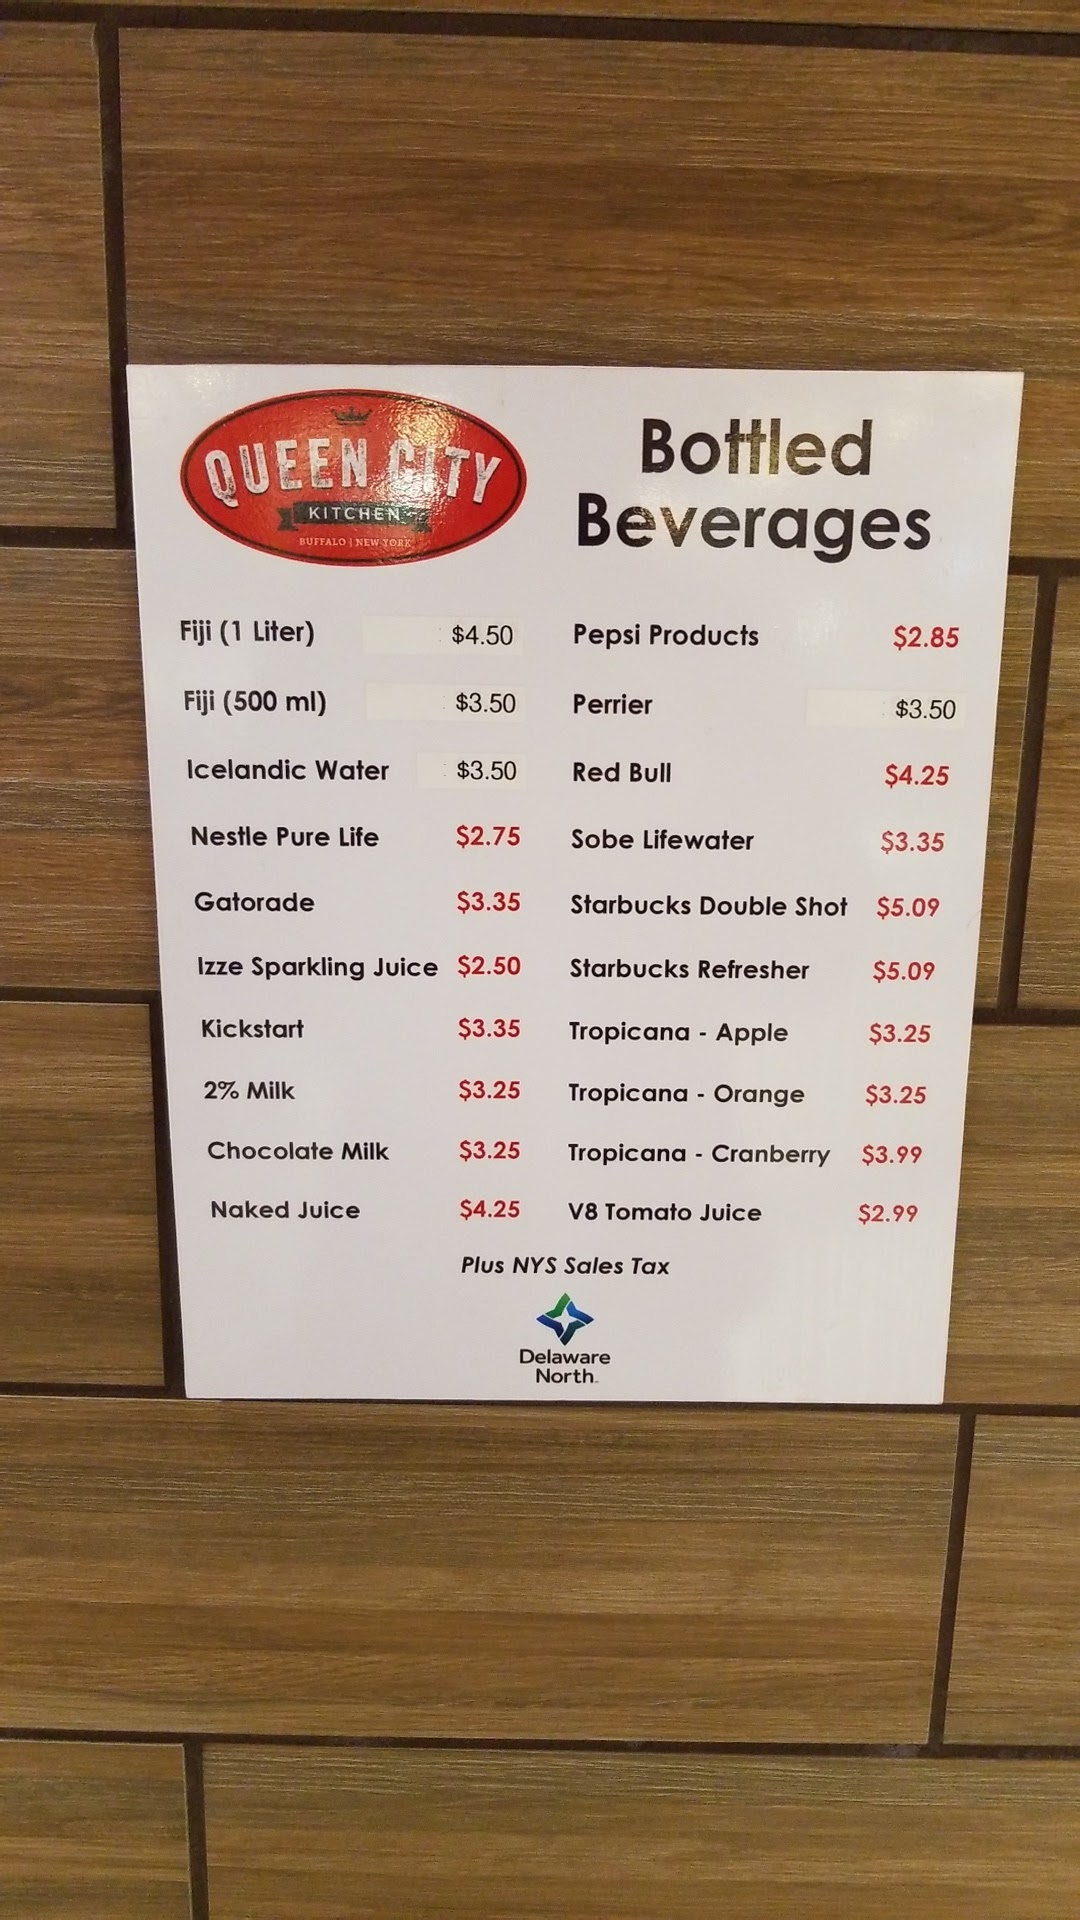 QUEEN CITY
KITCHEN
BUFFALO | NEW YORK
Bottled
Beverages
Fiji (1 Liter) $4.50
Fiji (500 ml) $3.50
Icelandic Water $3.50
Nestle Pure Life $2.75
Gatorade $3.35
Izze Sparkling Juice $2.50
Kickstart $3.35
2% Milk $3.25
Chocolate Milk $3.25
Naked Juice $4.25
Pepsi Products $2.85
Perrier $3.50
Red Bull $4.25
Sobe Lifewater $3.35
Starbucks Double Shot $5.09
Starbucks Refresher $5.09
Tropicana - Apple $3.25
Tropicana - Orange $3.25
Tropicana - Cranberry $3.99
V8 Tomato Juice $2.99
Plus NYS Sales Tax
Delaware
North